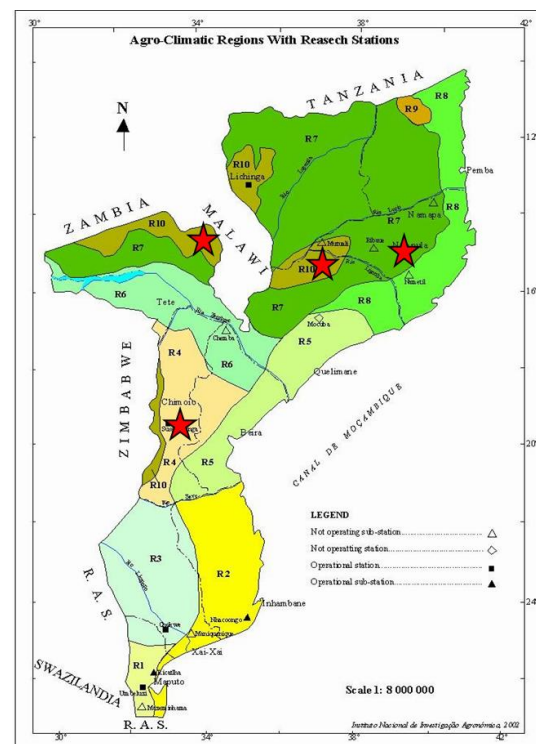 30°
34°
38°
42°
Agro-Climatic Regions With Reasech Stations
TANZANIA
N
R8
R9
R7
12
R10
Lichinga
Pemba
ZAMBIA
MALAWI
R8
R10
R7
Namapa
R7
R10
16
R6
R7
R8
Tete
Mocuba
R5
R6
R4
Quelimane
ZIMBABWE
Chimoio
CANAL DE MOÇAMBIQUE
20
Beira
R4
R5
R10
LEGEND
Not operating sub-station
Not operatting station
Operational station
Operational sub-station
R3
R2
R. A. S.
24
Inhambane
Xai-Xai
R1
SWAZILANDIA
Maputo
Umbeluzi
Scale 1: 8 000 000
R. A. S.
Instituto Nacional de Investigação Agronómica, 2002
30
34
38
42